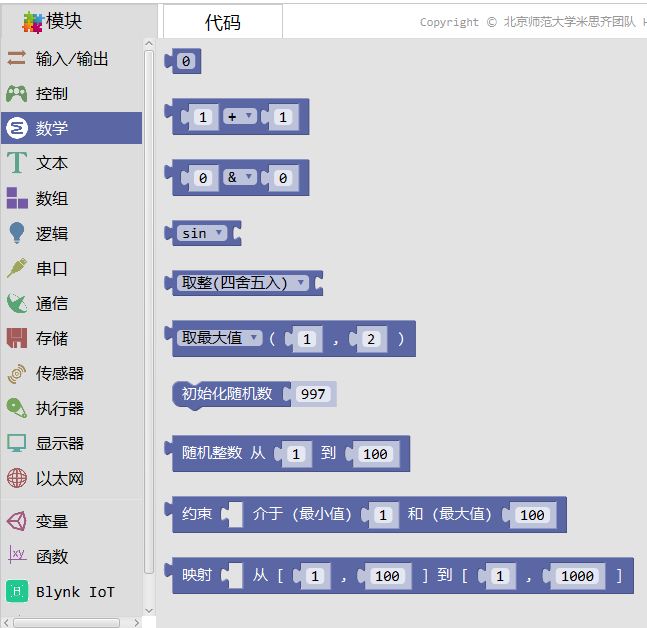 模块
代码
Copyright © 北京师范大学米思齐团队 H
输入/输出
控制
数学
文本
数组
逻辑
串口
通信
存储
传感器
执行器
显示器
以太网
变量
函数
Blynk IoT
0
1 + 1
0 & 0
sin
取整(四舍五入)
取最大值 ( 1 , 2 )
初始化随机数 997
随机整数 从 1 到 100
约束 介于 (最小值) 1 和 (最大值) 100
映射 从 [ 1 , 100 ] 到 [ 1 , 1000 ]